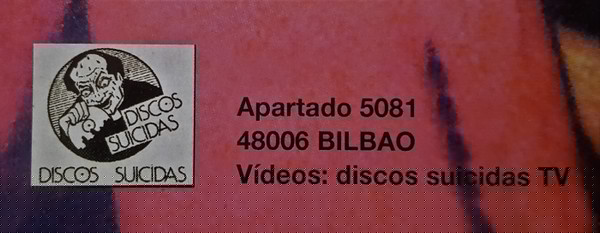 DISCOS
SUICIDAS
DISCOS SUICIDAS
Apartado 5081
48006 BILBAO
Vídeos: discos suicidas TV